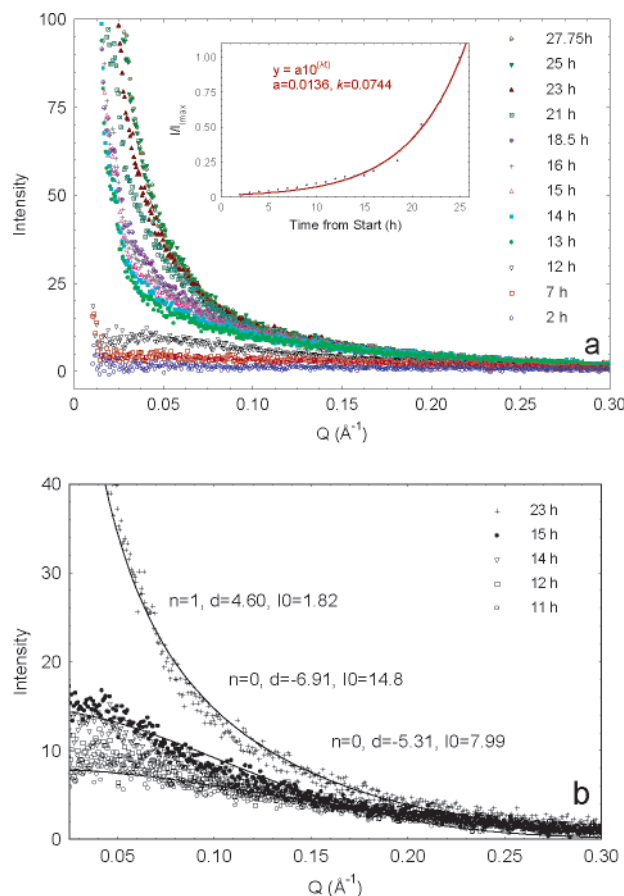 100
75
50
25
0
Intensity
0.00 0.05 0.10 0.15 0.20 0.25 0.30
Q (Å⁻¹)
1.00
0.75
0.50
0.25
0
I/Imax
0 5 10 15 20 25
Time from Start (h)
y = a10^(kt)
a=0.0136, k=0.0744
27.75h
25 h
23 h
21 h
18.5 h
16 h
15 h
14 h
13 h
12 h
7 h
2 h
a
40
30
20
10
0
Intensity
0.05 0.10 0.15 0.20 0.25 0.30
Q (Å⁻¹)
23 h
15 h
14 h
12 h
11 h
n=1, d=4.60, I0=1.82
n=0, d=-6.91, I0=14.8
n=0, d=-5.31, I0=7.99
b